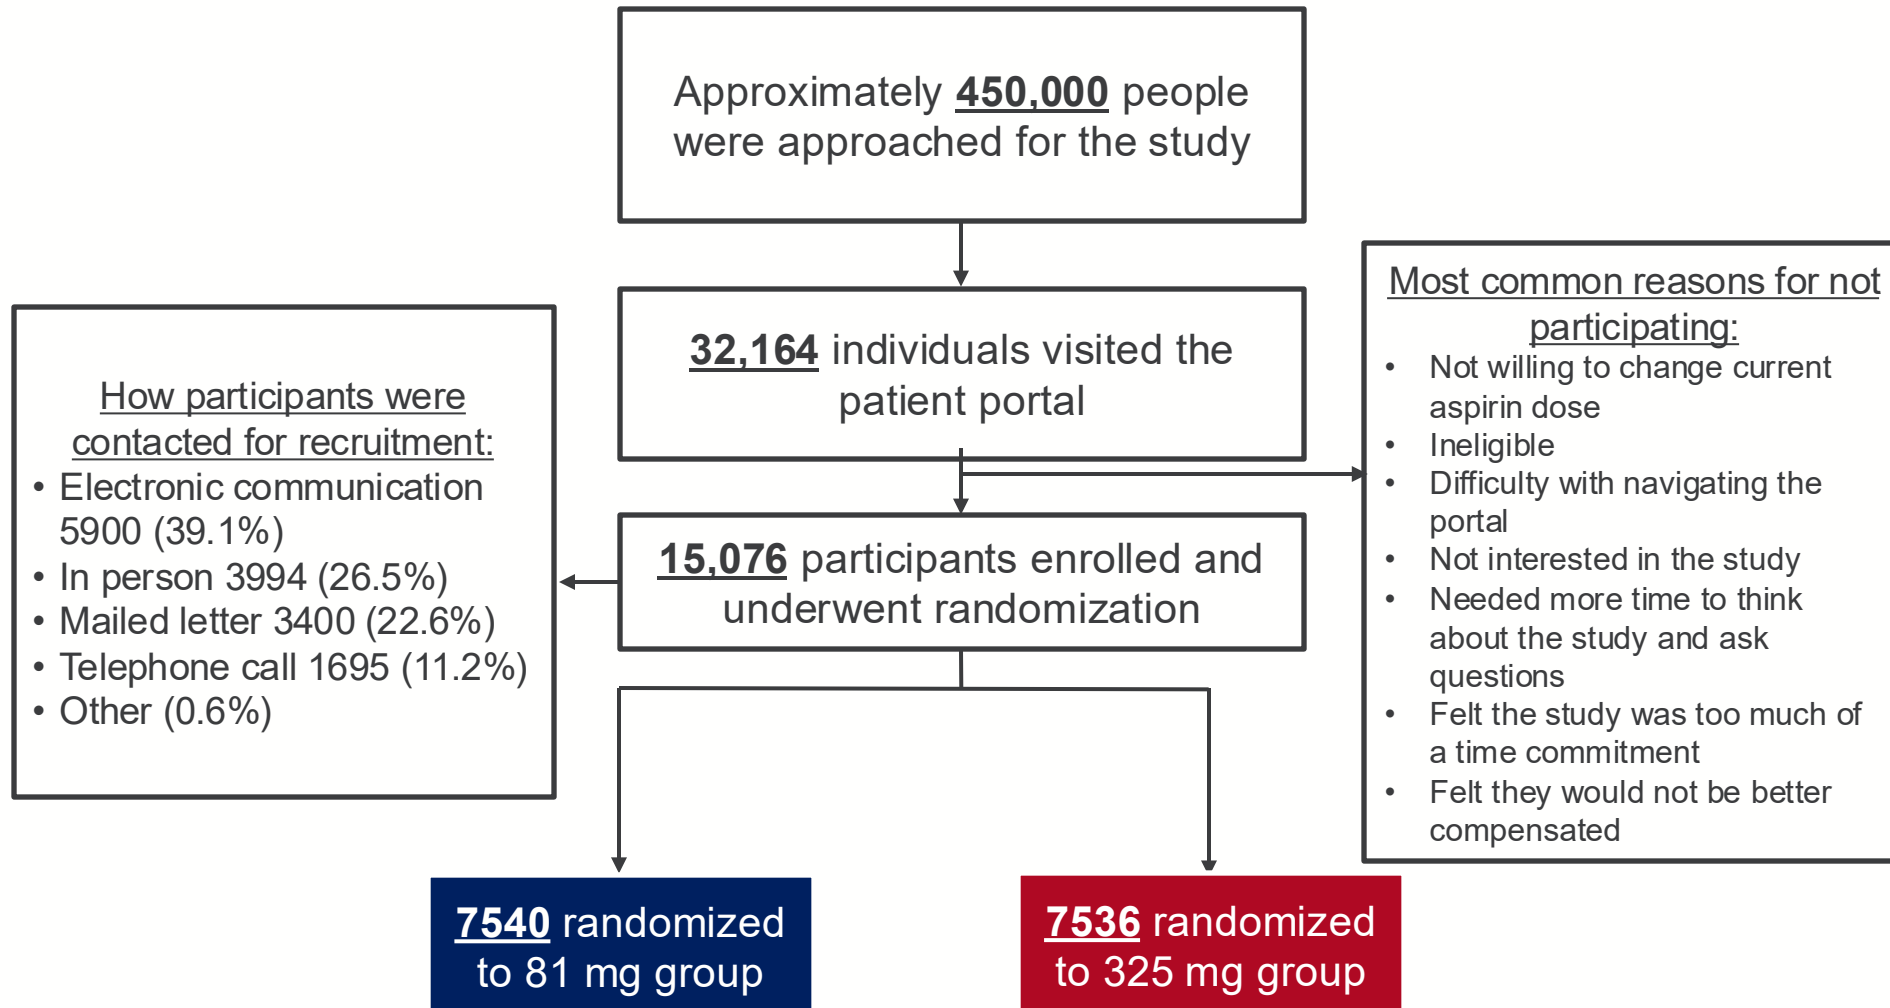 Approximately 450,000 people
were approached for the study
32,164 individuals visited the
patient portal
How participants were
contacted for recruitment:
• Electronic communication
5900 (39.1%)
• In person 3994 (26.5%)
• Mailed letter 3400 (22.6%)
• Telephone call 1695 (11.2%)
• Other (0.6%)
Most common reasons for not
participating:
• Not willing to change current
aspirin dose
• Ineligible
• Difficulty with navigating the
portal
• Not interested in the study
• Needed more time to think
about the study and ask
questions
• Felt the study was too much of
a time commitment
• Felt they would not be better
compensated
15,076 participants enrolled and
underwent randomization
7540 randomized
to 81 mg group
7536 randomized
to 325 mg group